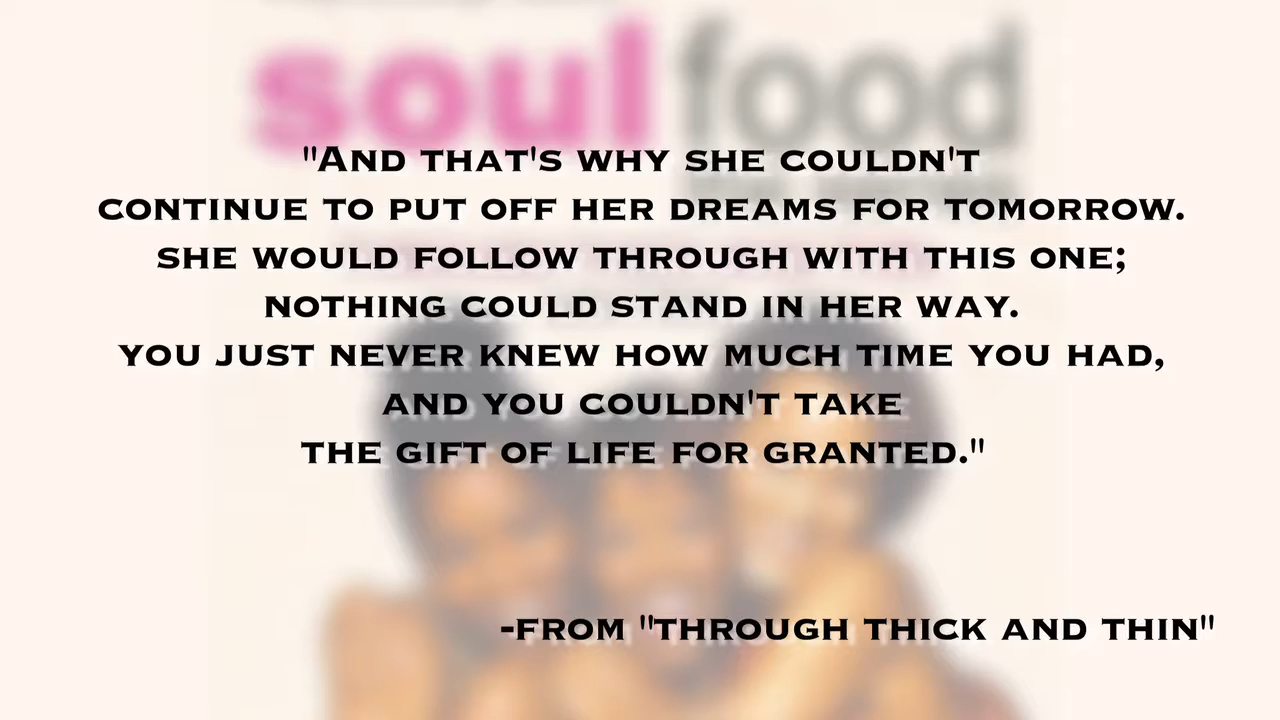 soul food
"And that's why she couldn't
continue to put off her dreams for tomorrow.
she would follow through with this one;
nothing could stand in her way.
you just never knew how much time you had,
and you couldn't take
the gift of life for granted."
-from "through thick and thin"